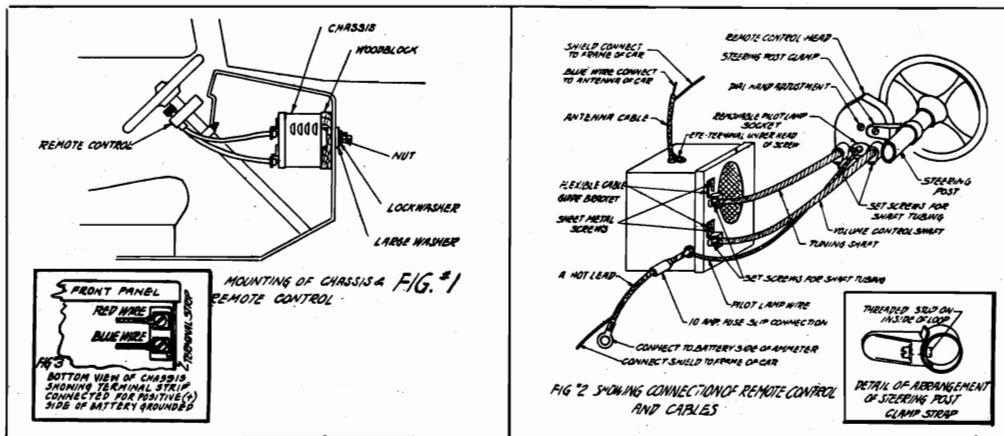 CHASSIS
WOODBLOCK
REMOTE CONTROL
NUT
LOCKWASHER
LARGE WASHER
MOUNTING OF CHASSIS & FIG. #1
REMOTE CONTROL
FRONT PANEL
RED WIRE
BLUE WIRE
TERMINAL STRIP
FIG 3
BOTTOM VIEW OF CHASSIS
SHOWING TERMINAL STRIP
CONNECTED FOR POSITIVE (+)
SIDE OF BATTERY GROUNDED
REMOTE CONTROL-HEAD
STEERING POST CLAMP
SHIELD CONNECT
TO FRAME OF CAR
BLUE WIRE CONNECT
TO ANTENNA OF CAR
DIAL HAND ADJUSTMENT
ANTENNA CABLE
REMOVABLE PILOT LAMP
SOCKET
EYE-TERMINAL UNDER HEAD
OF SCREW
FLEXIBLE CABLE
GUIDE BRACKET
SHEET METAL
SCREWS
STEERING
POST
SET SCREWS FOR
SHAFT TUBING
VOLUME CONTROL SHAFT
TUNING SHAFT
A HOT LEAD
SET SCREWS FOR SHAFT TUBING
PILOT LAMP WIRE
10 AMP. FUSE SLIP CONNECTION
CONNECT TO BATTERY SIDE OF AMMETER
CONNECT SHIELD TO FRAME OF CAR
FIG #2 SHOWING CONNECTION OF REMOTE CONTROL
AND CABLES
THREADED STUD ON
INSIDE OF LOOP
DETAIL OF ARRANGEMENT
OF STEERING POST
CLAMP STRAP